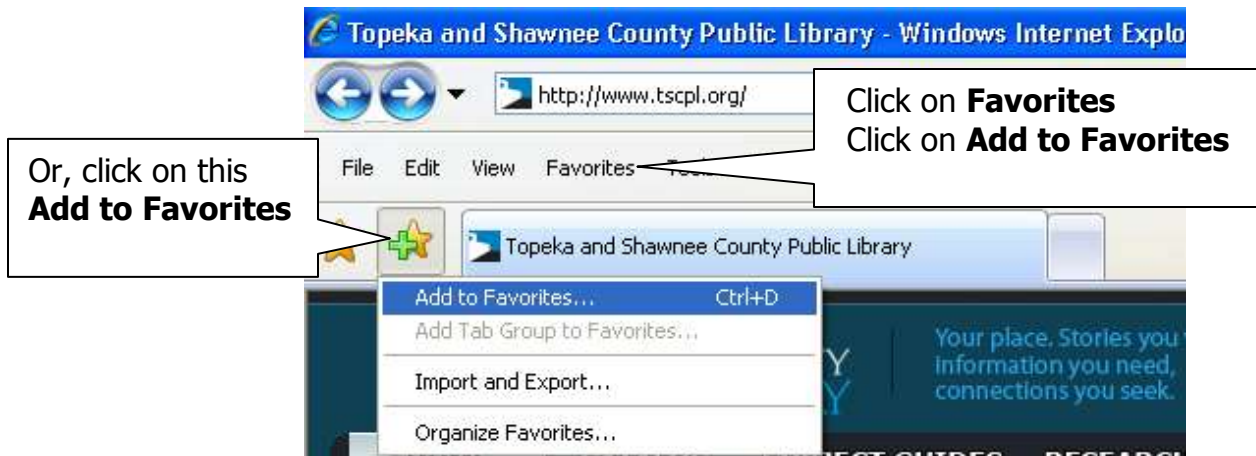 Topeka and Shawnee County Public Library - Windows Internet Explo
http://www.tscpl.org/
Click on Favorites
Click on Add to Favorites
Or, click on this
Add to Favorites
File Edit View Favorites
Topeka and Shawnee County Public Library
Add to Favorites... Ctrl+D
Add Tab Group to Favorites...
Import and Export...
Organize Favorites...
Your place. Stories you
information you need,
connections you seek.
GUIDES